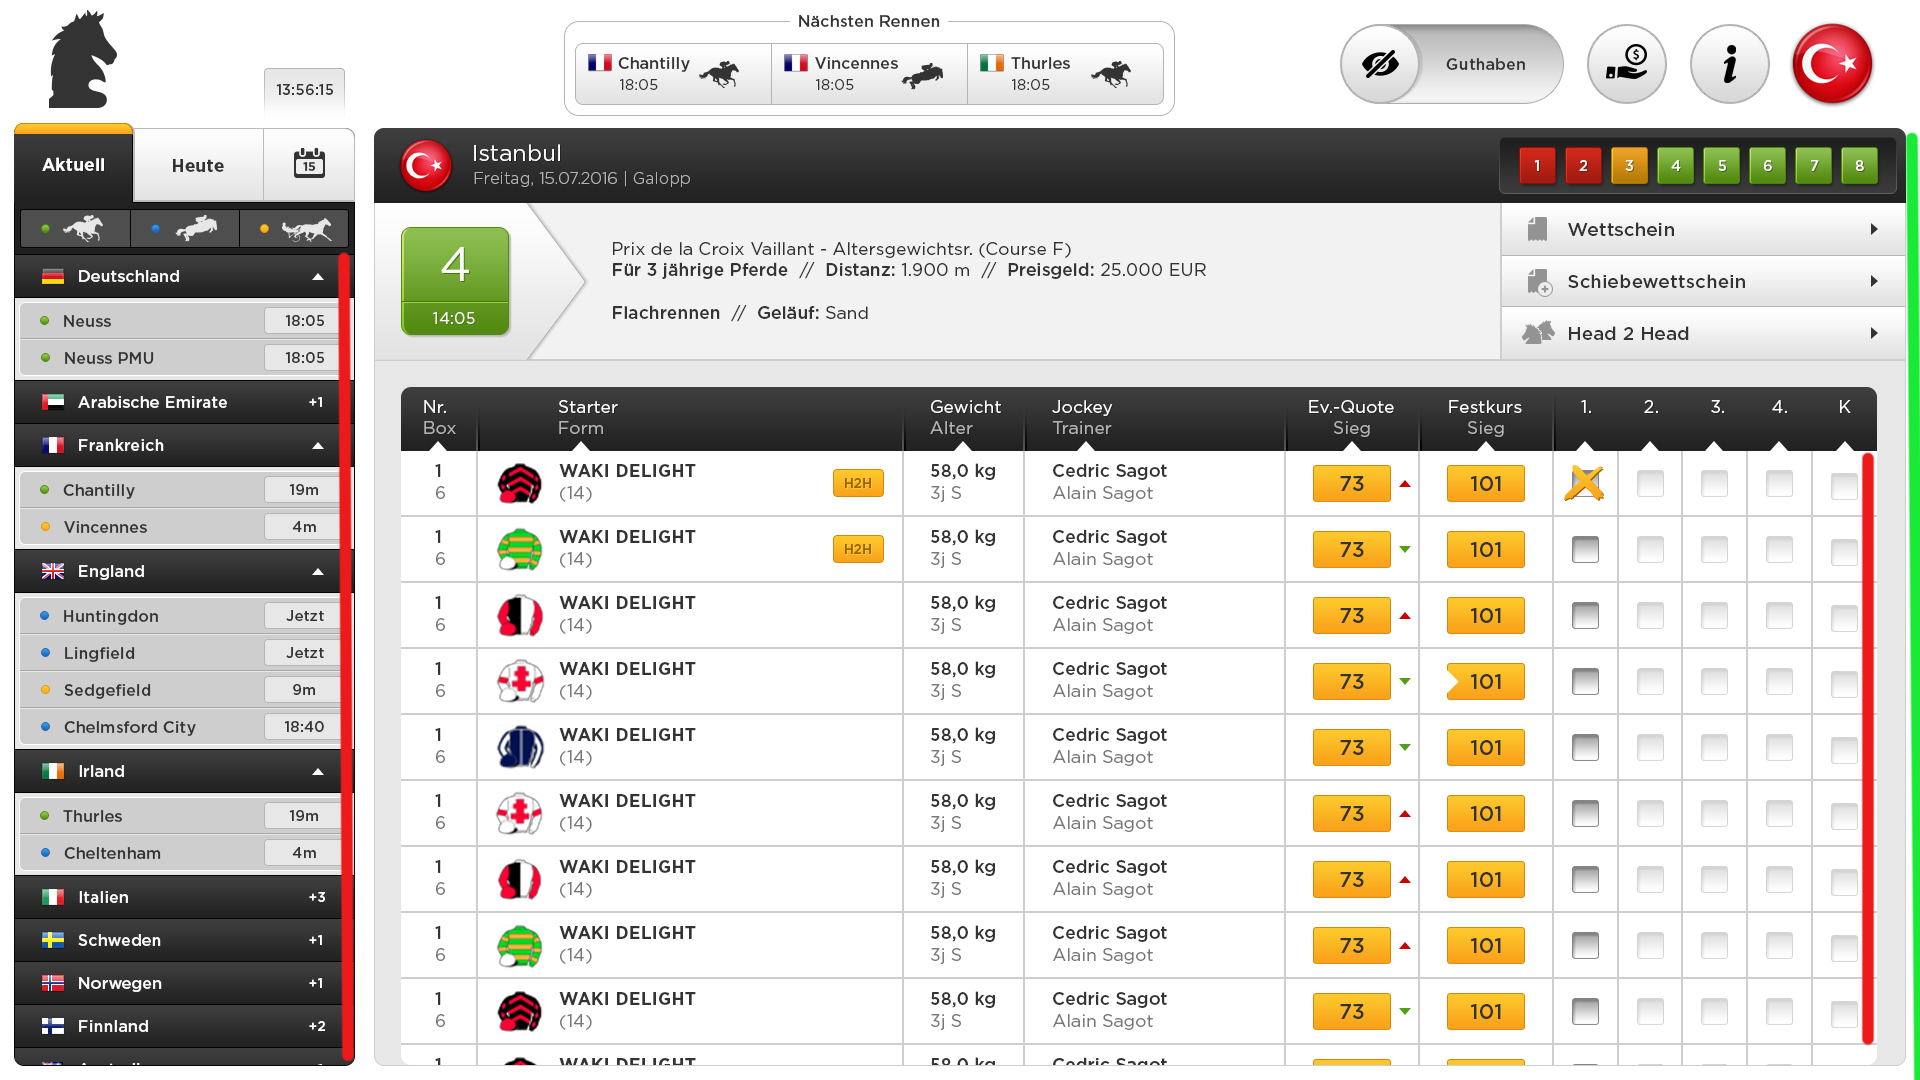 Nächsten Rennen
Chantilly
18:05
Vincennes
18:05
Thurles
18:05
Guthaben
13:56:15
Aktuell
Heute
15
Deutschland
Neuss 18:05
Neuss PMU 18:05
Arabische Emirate +1
Frankreich
Chantilly 19m
Vincennes 4m
England
Huntingdon Jetzt
Lingfield Jetzt
Sedgefield 9m
Chelmsford City 18:40
Irland
Thurles 19m
Cheltenham 4m
Italien +3
Schweden +1
Norwegen +1
Finnland +2
Istanbul
Freitag, 15.07.2016 | Galopp
1 2 3 4 5 6 7 8
4
14:05
Prix de la Croix Vaillant - Altersgewichtsr. (Course F)
Für 3 jährige Pferde // Distanz: 1.900 m // Preisgeld: 25.000 EUR
Flachrennen // Geläuf: Sand
Wettschein
Schiebewettschein
Head 2 Head
Nr. Starter Gewicht Jockey Ev.-Quote Festkurs 1. 2. 3. 4. K
Box Form Alter Trainer Sieg Sieg
1 WAKI DELIGHT H2H 58,0 kg Cedric Sagot 73 101
6 (14) 3j S Alain Sagot
1 WAKI DELIGHT H2H 58,0 kg Cedric Sagot 73 101
6 (14) 3j S Alain Sagot
1 WAKI DELIGHT 58,0 kg Cedric Sagot 73 101
6 (14) 3j S Alain Sagot
1 WAKI DELIGHT 58,0 kg Cedric Sagot 73 101
6 (14) 3j S Alain Sagot
1 WAKI DELIGHT 58,0 kg Cedric Sagot 73 101
6 (14) 3j S Alain Sagot
1 WAKI DELIGHT 58,0 kg Cedric Sagot 73 101
6 (14) 3j S Alain Sagot
1 WAKI DELIGHT 58,0 kg Cedric Sagot 73 101
6 (14) 3j S Alain Sagot
1 WAKI DELIGHT 58,0 kg Cedric Sagot 73 101
6 (14) 3j S Alain Sagot
1 WAKI DELIGHT 58,0 kg Cedric Sagot 73 101
6 (14) 3j S Alain Sagot
1 WAKI DELIGHT 58,0 kg Cedric Sagot